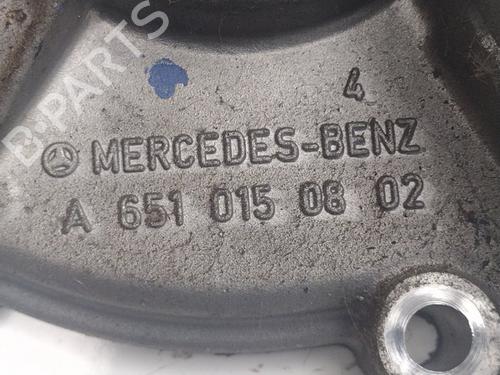 B-PARTS
4
MERCEDES-BENZ
A 651 015 08 02